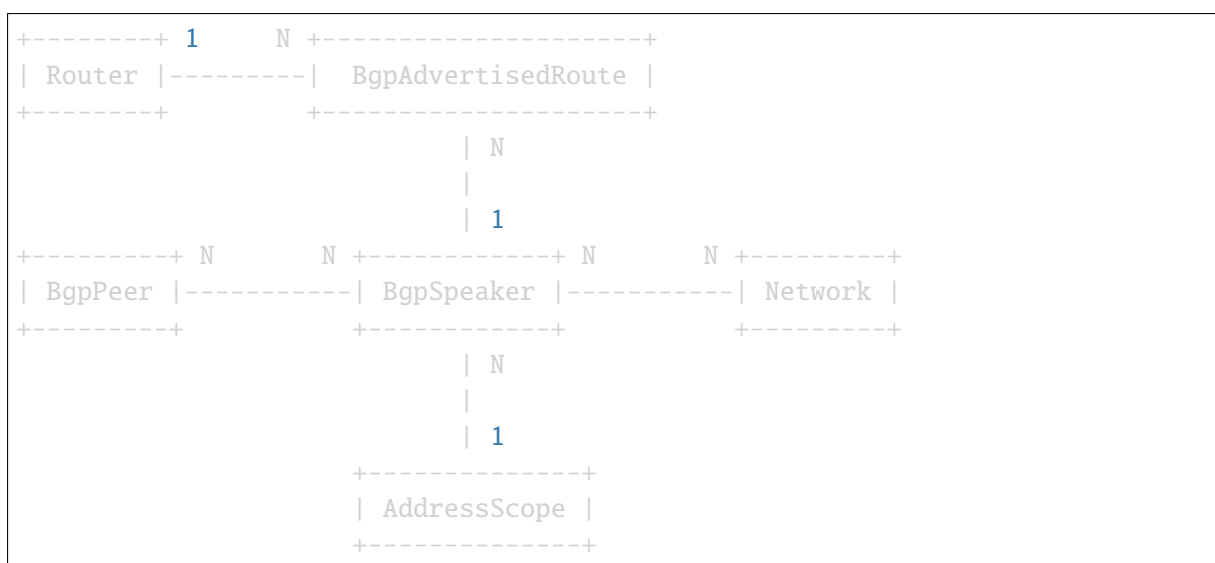 +--------+ 1     N +---------------------+
| Router |---------|  BgpAdvertisedRoute |
+--------+         +---------------------+
                             | N
                             |
                             | 1
+---------+ N       N +------------+ N       N +---------+
| BgpPeer |-----------| BgpSpeaker |-----------| Network |
+---------+           +------------+           +---------+
                             | N
                             |
                             | 1
                      +--------------+
                      | AddressScope |
                      +--------------+